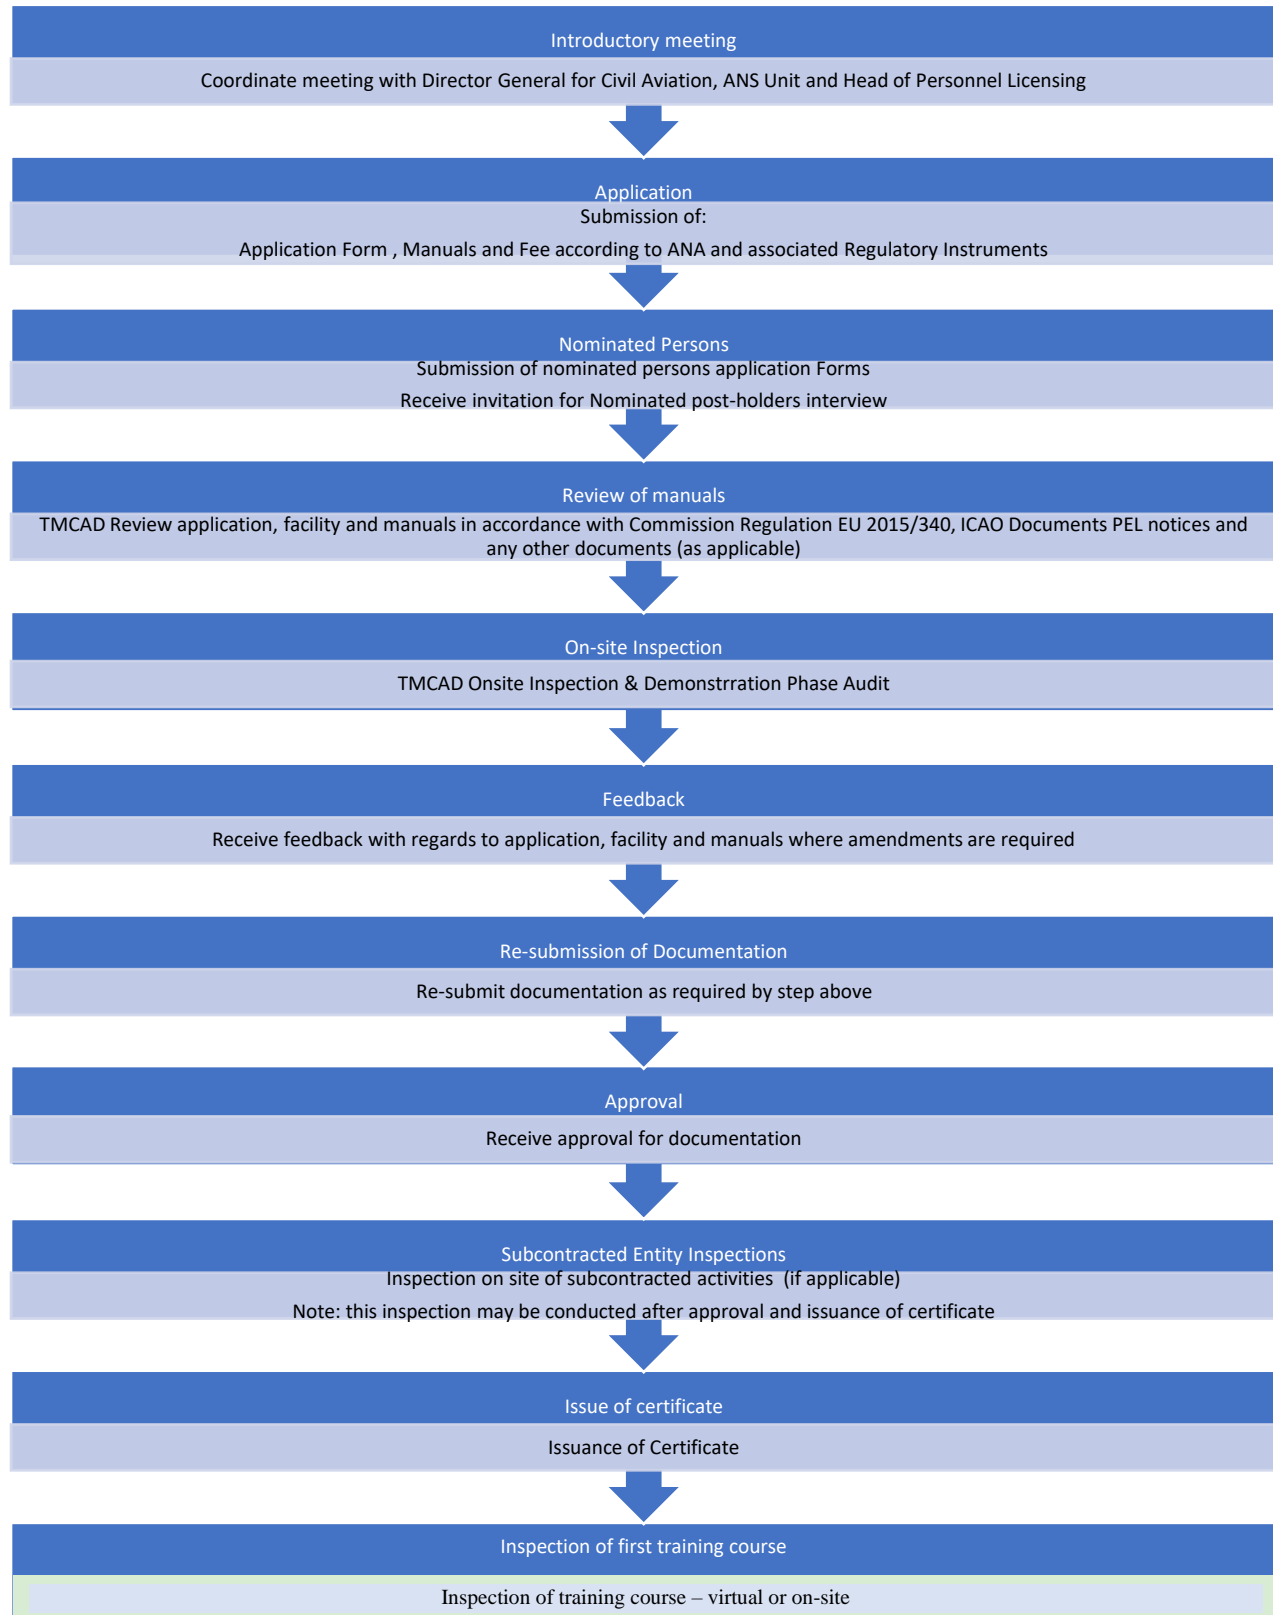 Introductory meeting
Coordinate meeting with Director General for Civil Aviation, ANS Unit and Head of Personnel Licensing
Application
Submission of:
Application Form , Manuals and Fee according to ANA and associated Regulatory Instruments
Nominated Persons
Submission of nominated persons application Forms
Receive invitation for Nominated post-holders interview
Review of manuals
TMCAD Review application, facility and manuals in accordance with Commission Regulation EU 2015/340, ICAO Documents PEL notices and
any other documents (as applicable)
On-site Inspection
TMCAD Onsite Inspection & Demonstrration Phase Audit
Feedback
Receive feedback with regards to application, facility and manuals where amendments are required
Re-submission of Documentation
Re-submit documentation as required by step above
Approval
Receive approval for documentation
Subcontracted Entity Inspections
Inspection on site of subcontracted activities (if applicable)
Note: this inspection may be conducted after approval and issuance of certificate
Issue of certificate
Issuance of Certificate
Inspection of first training course
Inspection of training course – virtual or on-site